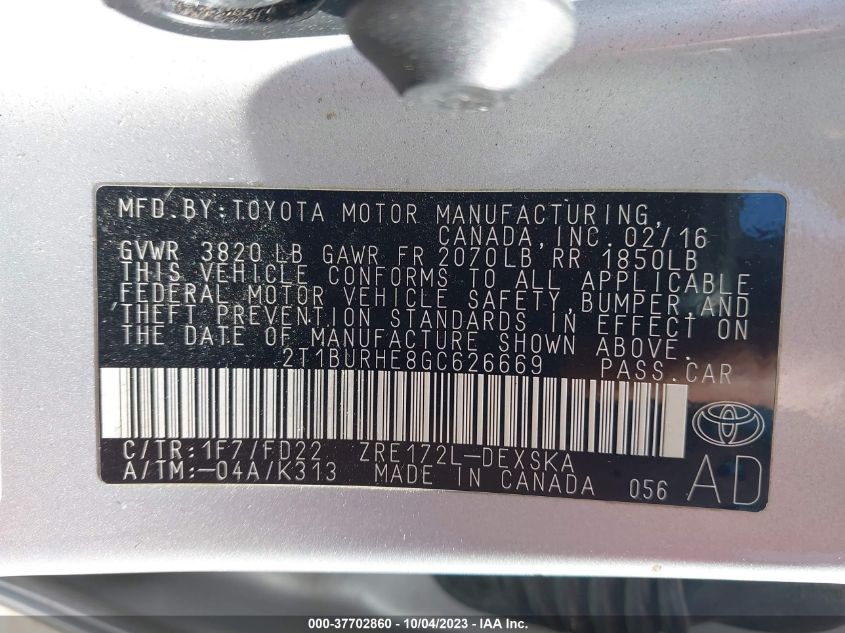 MFD.BY:TOYOTA MOTOR MANUFACTURING,
CANADA,INC.02/16
GVWR 3820 LB GAWR FR 2070LB RR 1850LB
THIS VEHICLE CONFORMS TO ALL APPLICABLE
FEDERAL MOTOR VEHICLE SAFETY,BUMPER,AND
THEFT PREVENTION STANDARDS IN EFFECT ON
THE DATE OF MANUFACTURE SHOWN ABOVE.
2T1BURHE8GC626669 PASS.CAR
C/TR:1F7/FD22 ZRE172L-DEXSKA
A/TM:-04A/K313 MADE IN CANADA 056 AD
000-37702860 - 10/04/2023 - IAA Inc.